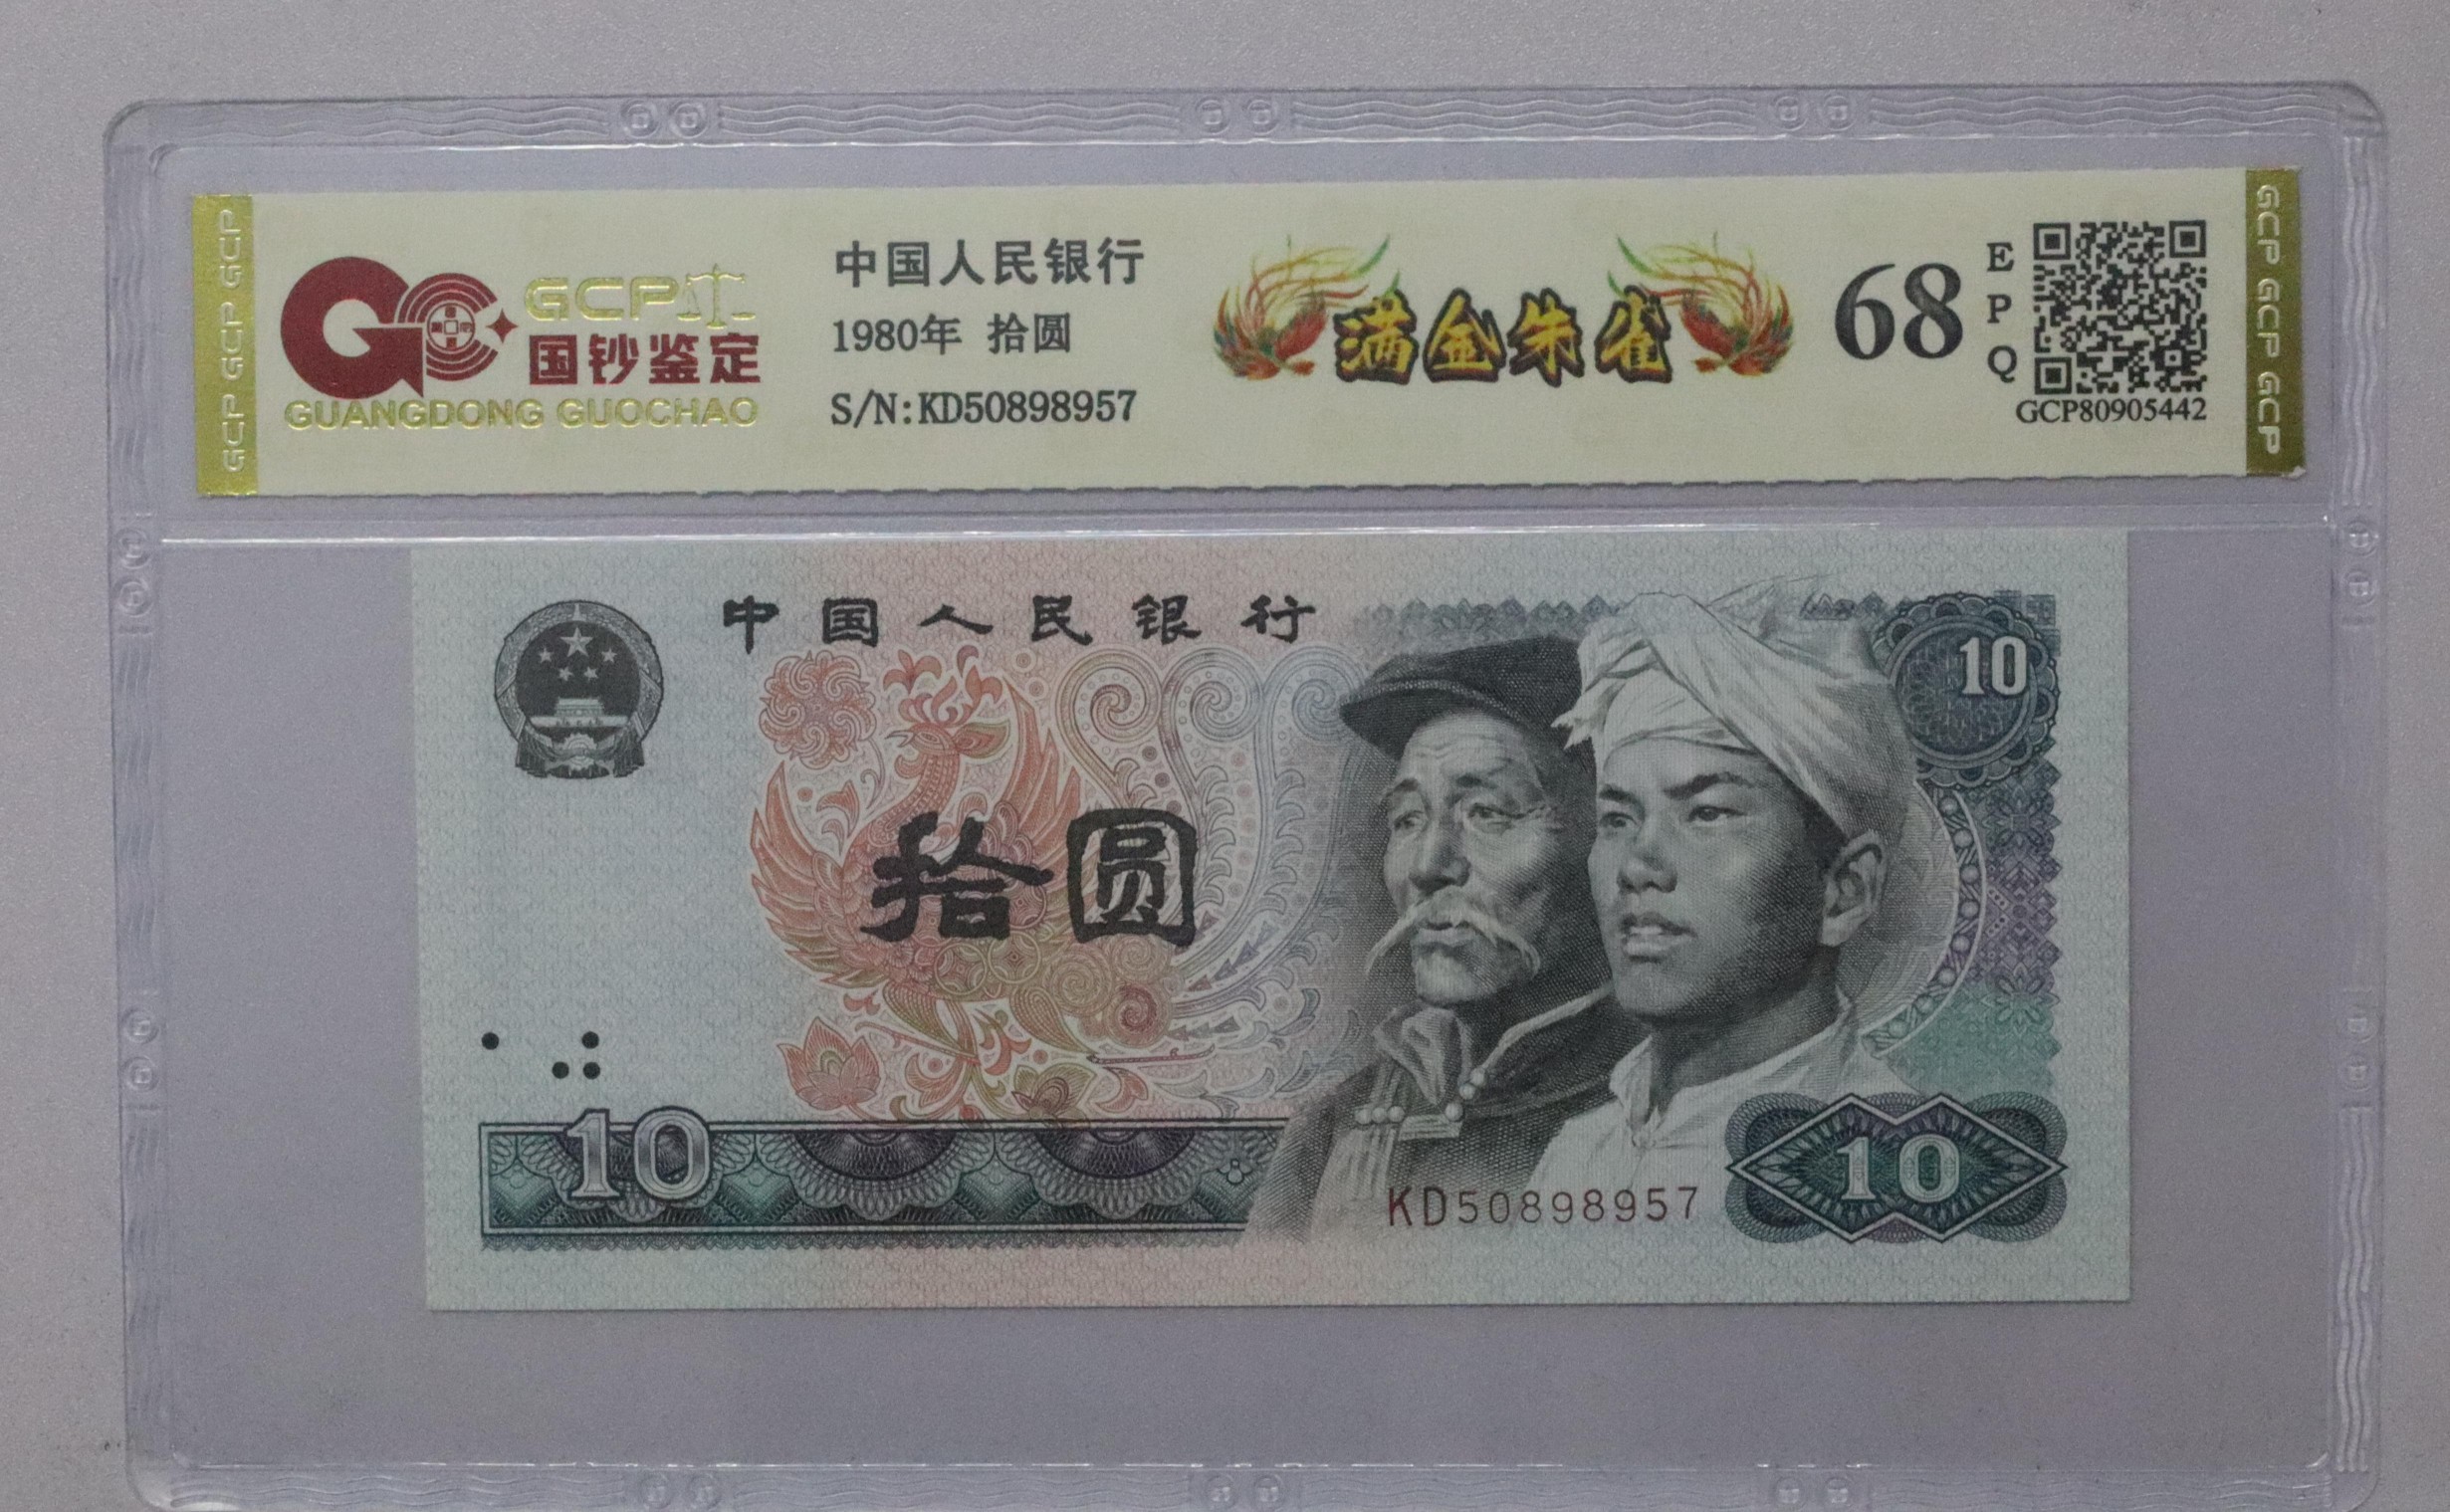 GCP GCP GCP
GCP
国钞鉴定
GUANGDONG GUOCHAO
中国人民银行
1980年 拾圆
S/N:KD50898957
满金朱雀
68
EPQ
GCP80905442
GCP GCP GCP
中国人民银行
10
拾圆
10
KD50898957
10